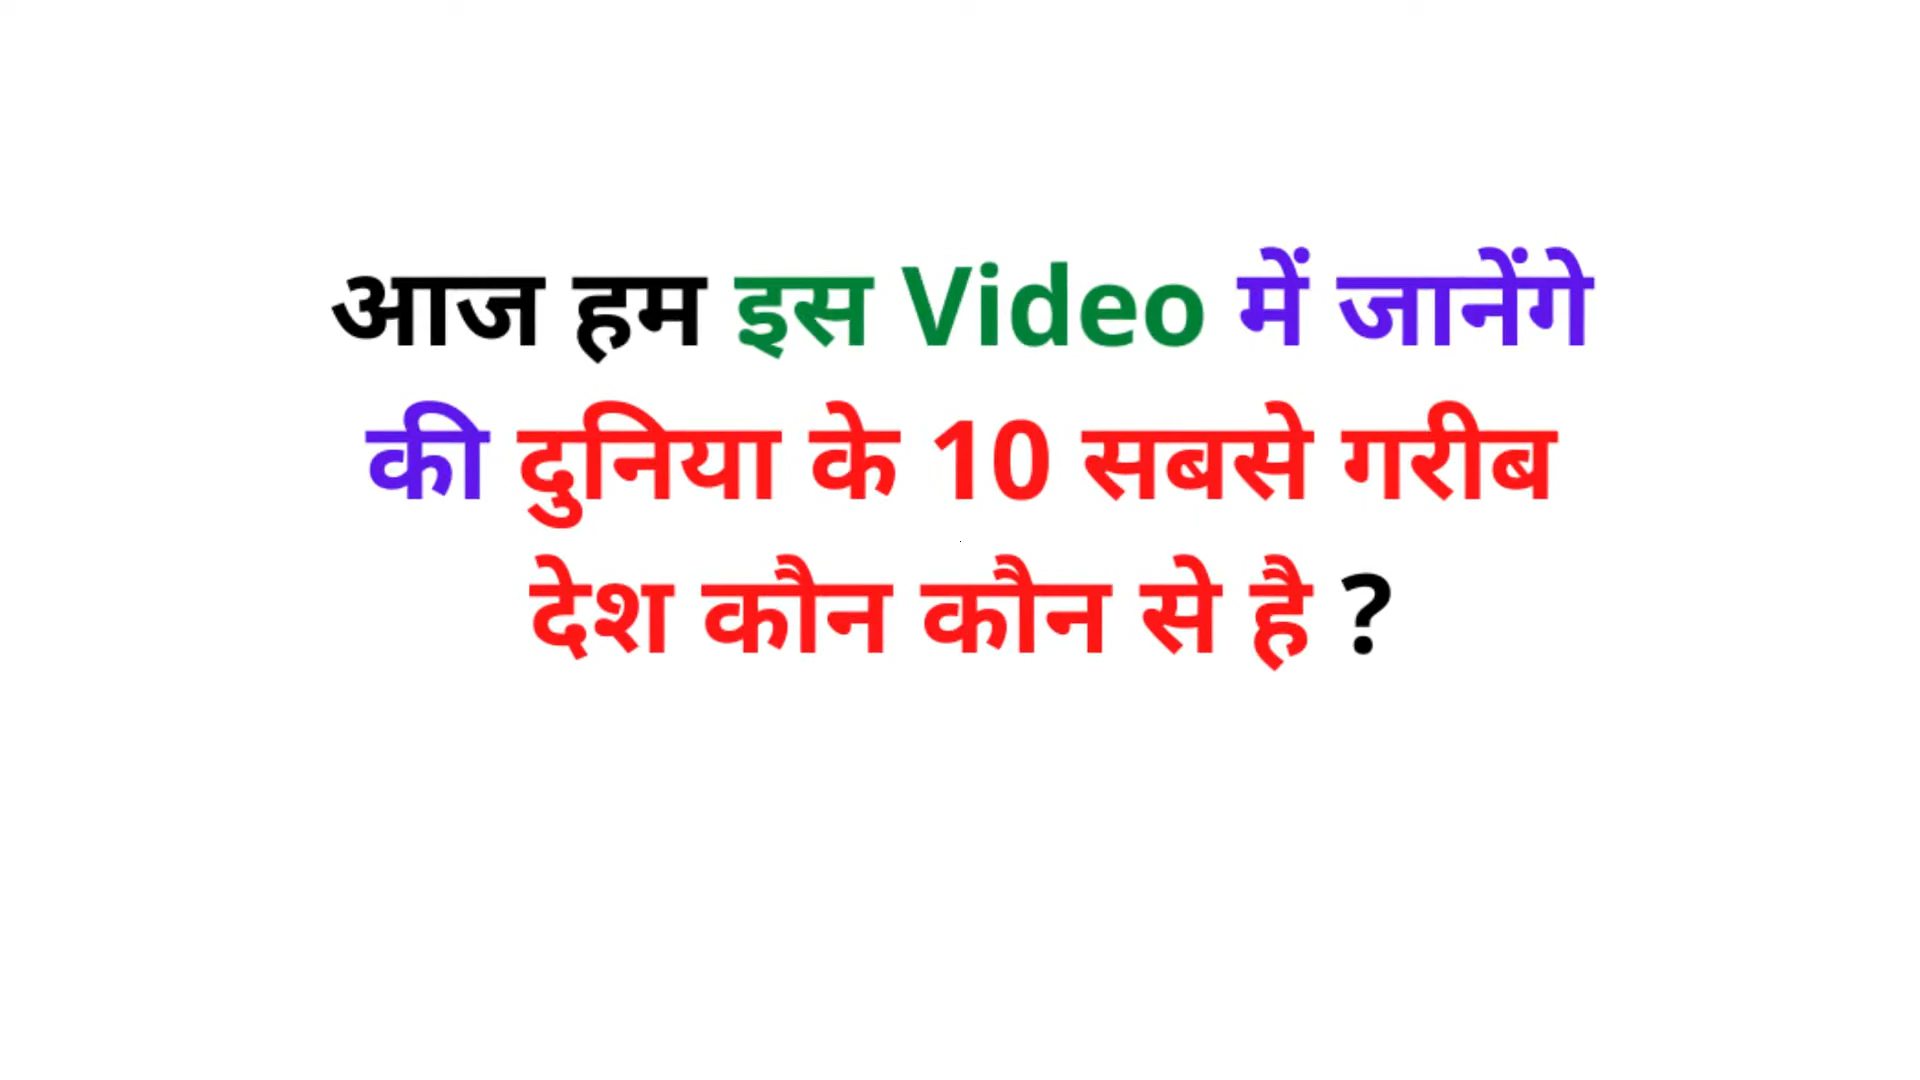 आज हम इस Video में जानेंगे
की दुनिया के 10 सबसे गरीब
देश कौन कौन से है ?